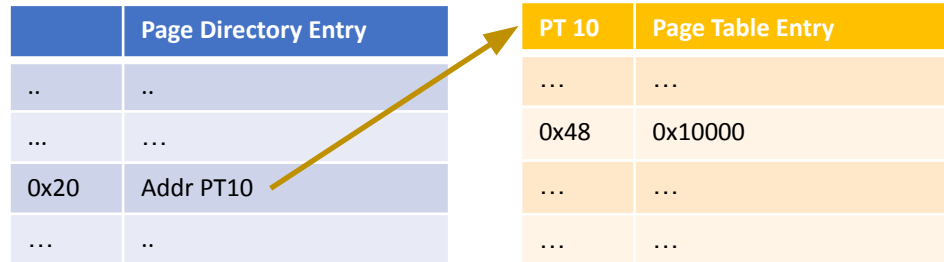 Page Directory Entry
.. ..
... …
0x20 Addr PT10
… ..
PT 10 Page Table Entry
… …
0x48 0x10000
… …
… …